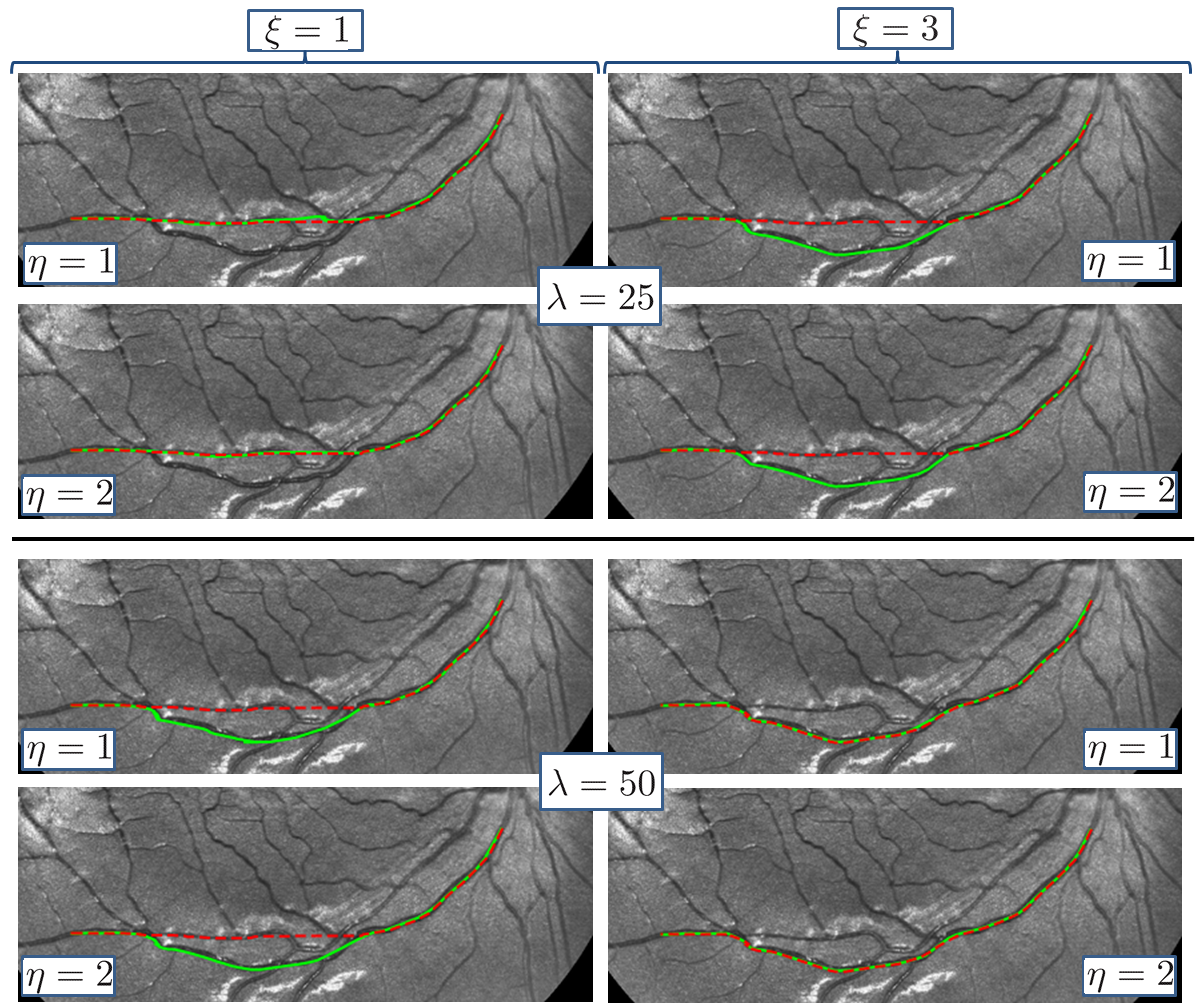 ξ = 1
ξ = 3
η = 1
η = 1
λ = 25
η = 2
η = 2
η = 1
η = 1
λ = 50
η = 2
η = 2